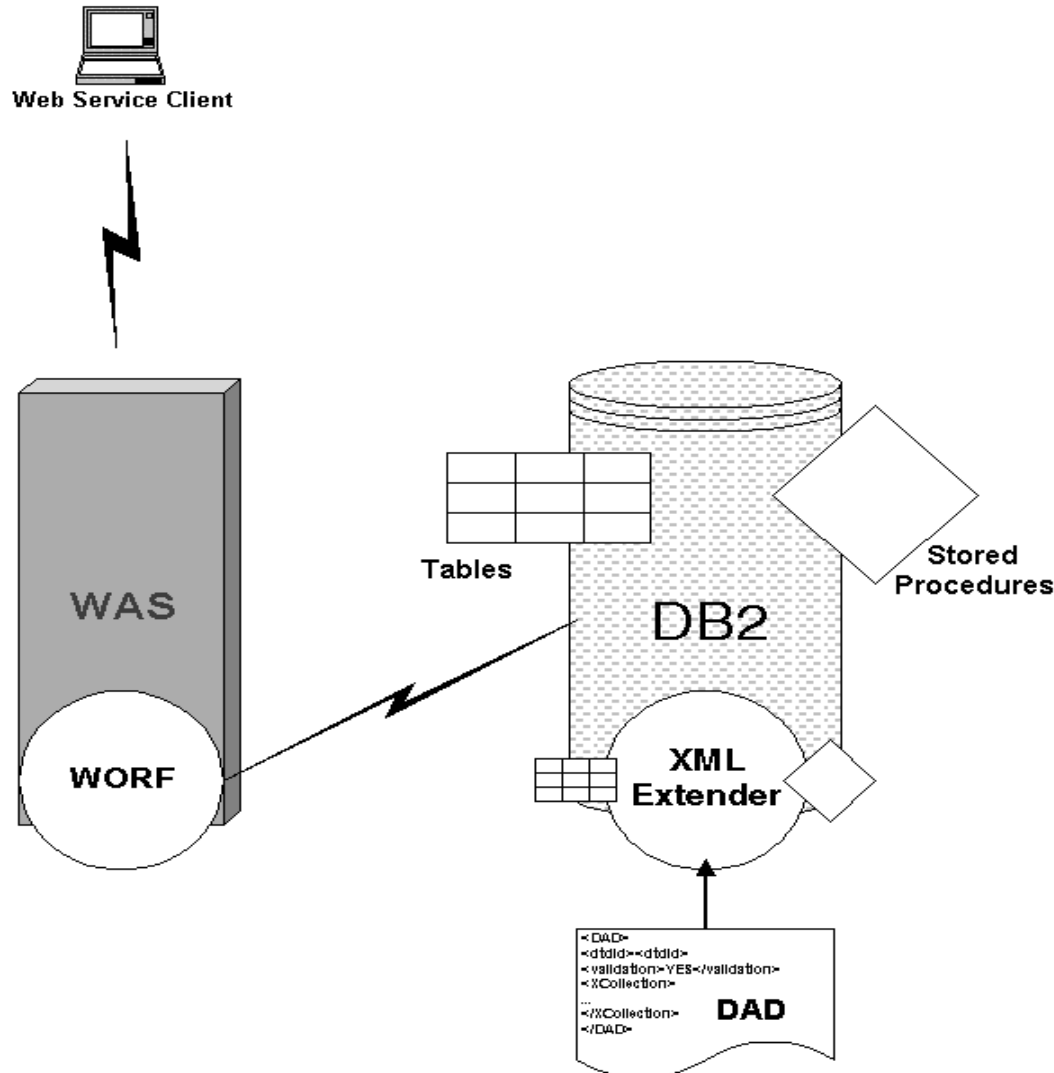 Web Service Client
WAS
WORF
Tables
DB2
Stored
Procedures
XML
Extender
<DAD>
<dtdid><dtdid>
<validation>YES</validation>
<XCollection>
...
</XCollection>
</DAD>
DAD